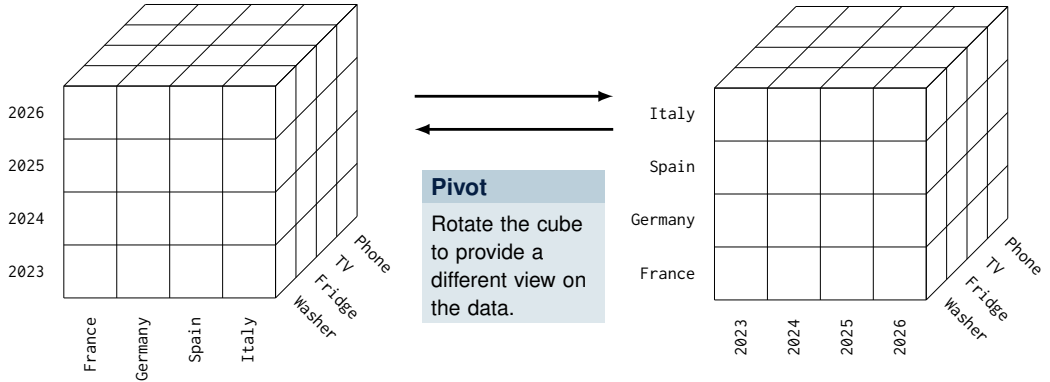 2026
2025
2024
2023
France
Germany
Spain
Italy
Washer
Fridge
TV
Phone
Pivot
Rotate the cube
to provide a
different view on
the data.
Italy
Spain
Germany
France
2023
2024
2025
2026
Washer
Fridge
TV
Phone